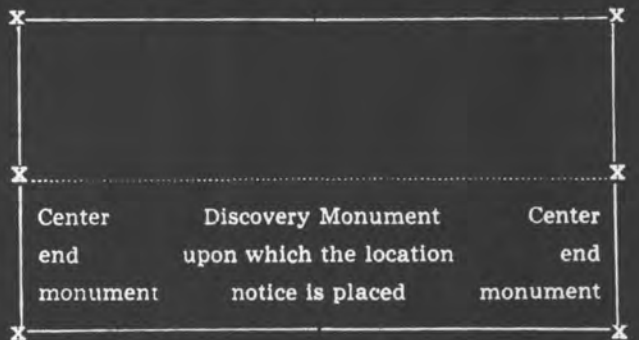 X X
X X
Center Discovery Monument Center
end upon which the location end
monument notice is placed monument
X X